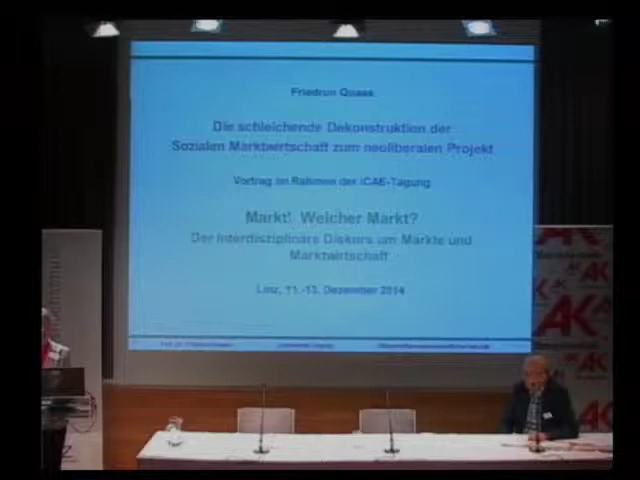 Friedrun Quaas
Die schleichende Dekonstruktion der
Sozialen Marktwirtschaft zum neoliberalen Projekt
Vortrag im Rahmen der ICAE-Tagung
Markt! Welcher Markt?
Der interdisziplinäre Diskurs um Märkte und
Marktwirtschaft
Linz, 11.-13. Dezember 2014
AK
AK
AK
AK